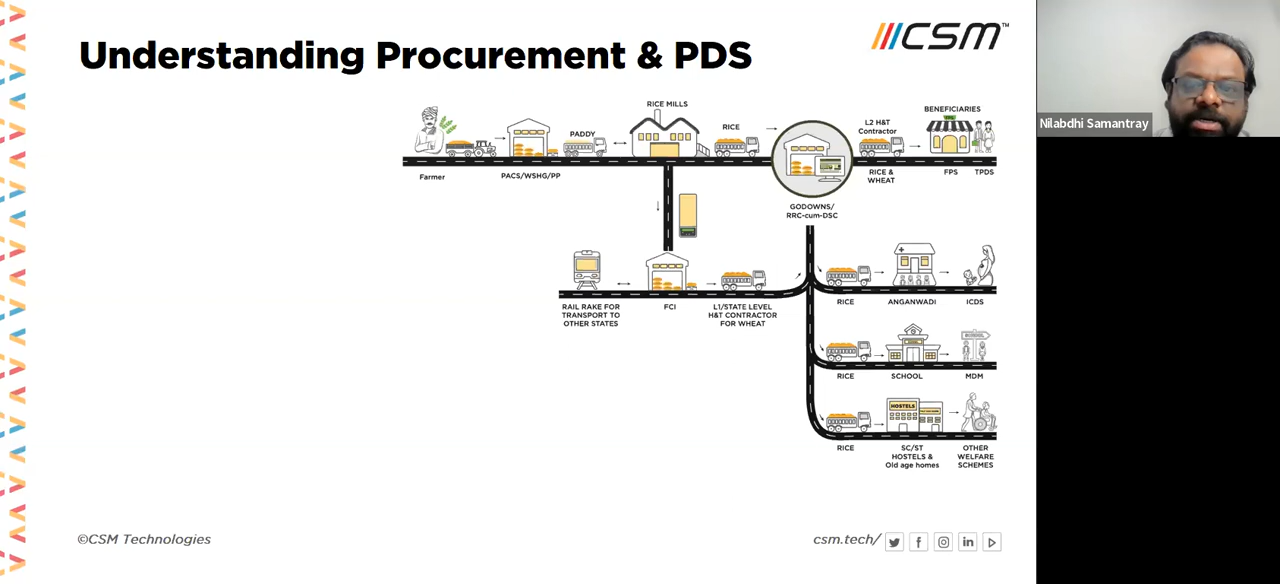 Understanding Procurement & PDS
CSM™
Nilabdhi Samantray
RICE MILLS
BENEFICIARIES
PADDY
RICE
L2 H&T
Contractor
Farmer
PACS/WSHG/PP
RICE &
WHEAT
FPS
TPDS
GODOWNS/
RRC-cum-DSC
RAIL RAKE FOR
TRANSPORT TO
OTHER STATES
FCI
L1/STATE LEVEL
H&T CONTRACTOR
FOR WHEAT
RICE
ANGANWADI
ICDS
SCHOOL
RICE
SCHOOL
MDM
HOSTELS
RICE
SC/ST
HOSTELS &
Old age homes
OTHER
WELFARE
SCHEMES
©CSM Technologies
csm.tech/